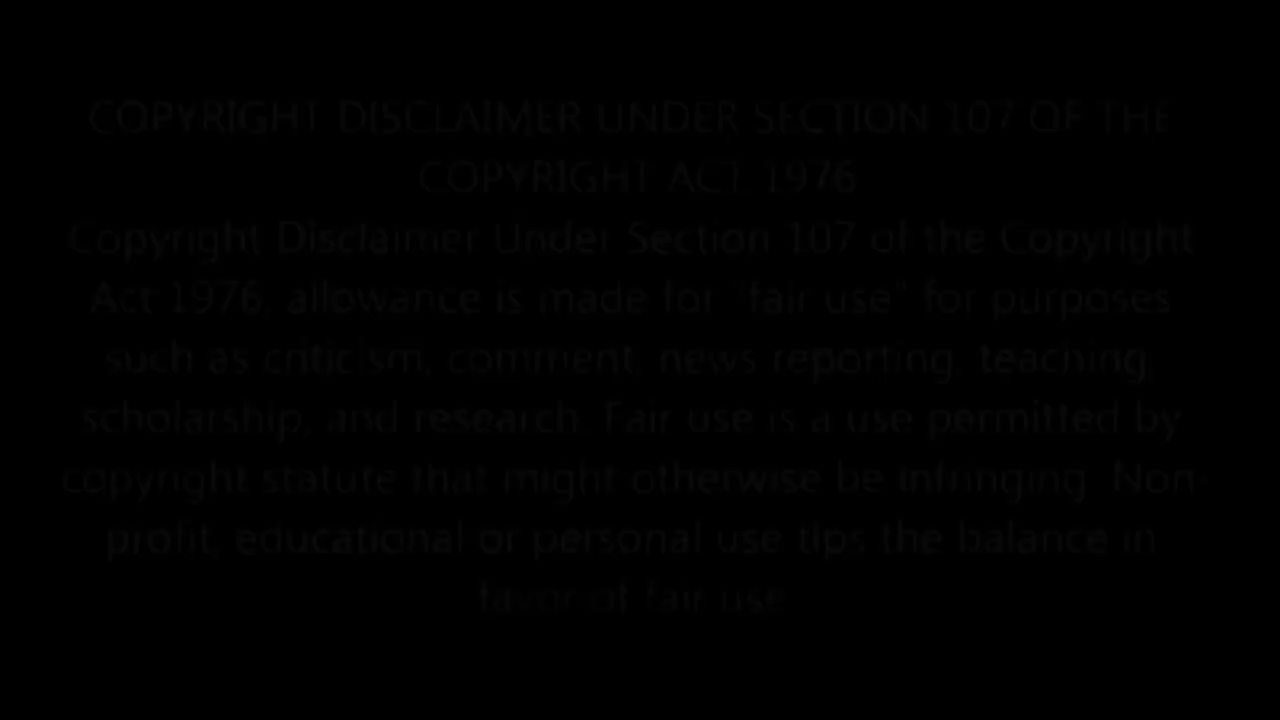 COPYRIGHT DISCLAIMER UNDER SECTION 107 OF THE
COPYRIGHT ACT 1976
Copyright Disclaimer Under Section 107 of the Copyright
Act 1976, allowance is made for "fair use" for purposes
such as criticism, comment, news reporting, teaching,
scholarship, and research. Fair use is a use permitted by
copyright statute that might otherwise be infringing. Non-
profit, educational or personal use tips the balance in
favor of fair use.